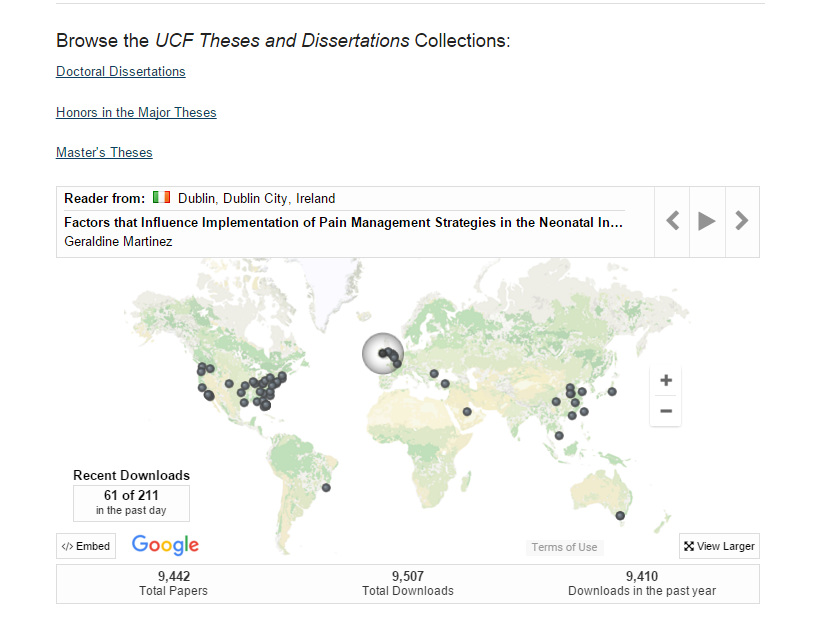 Browse the UCF Theses and Dissertations Collections:
Doctoral Dissertations
Honors in the Major Theses
Master's Theses
Reader from: Dublin, Dublin City, Ireland
Factors that Influence Implementation of Pain Management Strategies in the Neonatal In...
Geraldine Martinez
+
−
Recent Downloads
61 of 211
in the past day
</> Embed
Google
Terms of Use
View Larger
9,442
Total Papers
9,507
Total Downloads
9,410
Downloads in the past year